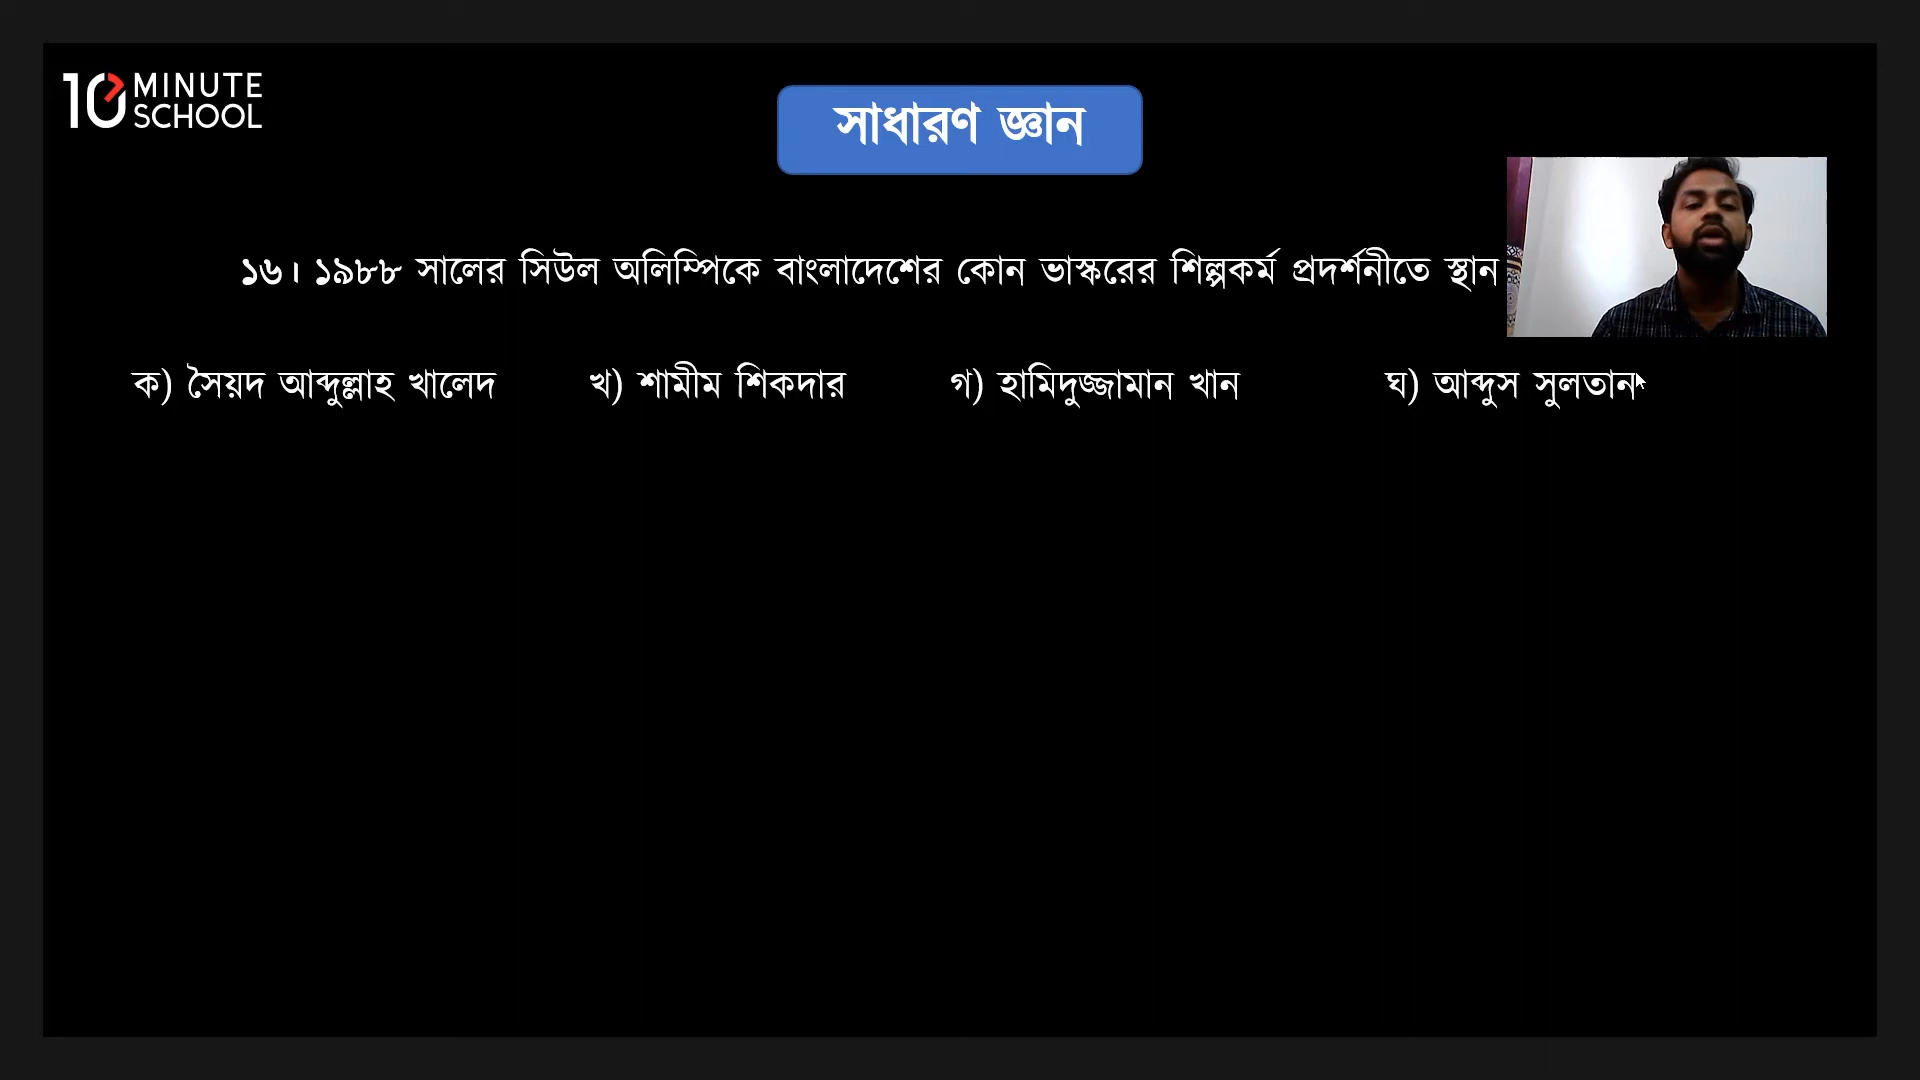 10 MINUTE
SCHOOL
সাধারণ জ্ঞান
১৬। ১৯৮৮ সালের সিউল অলিম্পিকে বাংলাদেশের কোন ভাস্করের শিল্পকর্ম প্রদর্শনীতে স্থান
ক) সৈয়দ আব্দুল্লাহ খালেদ খ) শামীম শিকদার গ) হামিদুজ্জামান খান ঘ) আব্দুস সুলতান